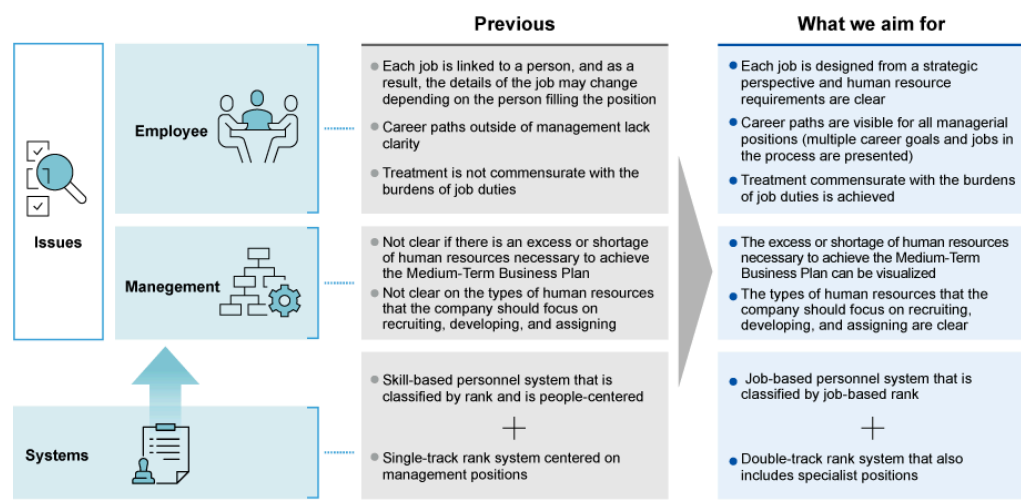 Previous
What we aim for
Issues
Employee
Each job is linked to a person, and as a
result, the details of the job may change
depending on the person filling the position
Career paths outside of management lack
clarity
Treatment is not commensurate with the
burdens of job duties
Each job is designed from a strategic
perspective and human resource
requirements are clear
Career paths are visible for all managerial
positions (multiple career goals and jobs in
the process are presented)
Treatment commensurate with the burdens
of job duties is achieved
Manegement
Not clear if there is an excess or shortage
of human resources necessary to achieve
the Medium-Term Business Plan
Not clear on the types of human resources
that the company should focus on
recruiting, developing, and assigning
The excess or shortage of human resources
necessary to achieve the Medium-Term
Business Plan can be visualized
The types of human resources that the
company should focus on recruiting,
developing, and assigning are clear
Systems
Skill-based personnel system that is
classified by rank and is people-centered
+
Single-track rank system centered on
management positions
Job-based personnel system that is
classified by job-based rank
+
Double-track rank system that also
includes specialist positions